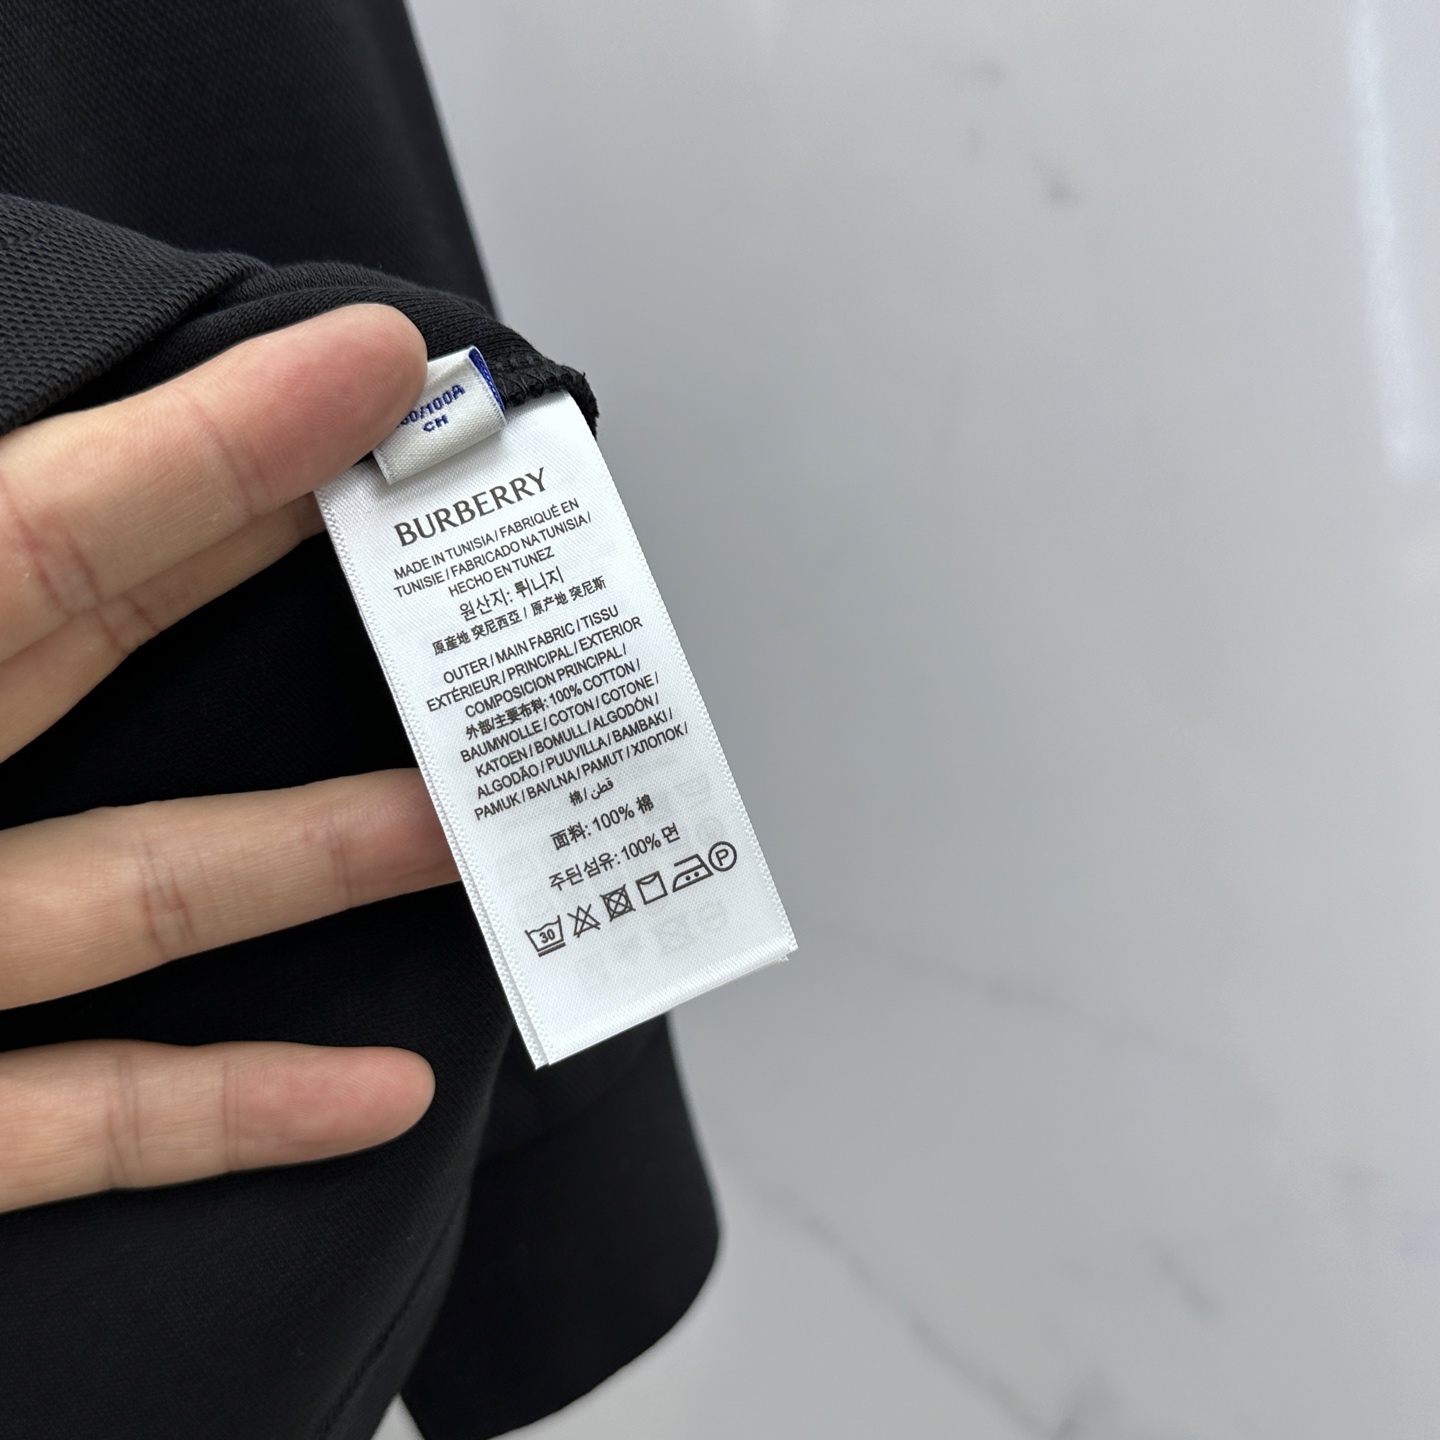 /100A
CH
BURBERRY
MADE IN TUNISIA / FABRIQUÉ EN
TUNISIE / FABRICADO NA TUNISIA /
HECHO EN TUNEZ
원산지: 튀니지
原產地 突尼西亞 / 原产地 突尼斯
OUTER / MAIN FABRIC / TISSU
EXTÉRIEUR / PRINCIPAL / EXTERIOR
COMPOSICION PRINCIPAL /
外部/主要布料: 100% COTTON /
BAUMWOLLE / COTON / COTONE /
KATOEN / BOMULL / ALGODÓN /
ALGODÃO / PUUVILLA / BAMBAKI /
PAMUK / BAVLNA / PAMUT / ХЛОПОК /
棉 / قطن
面料: 100% 棉
주된섬유: 100% 면
30 P